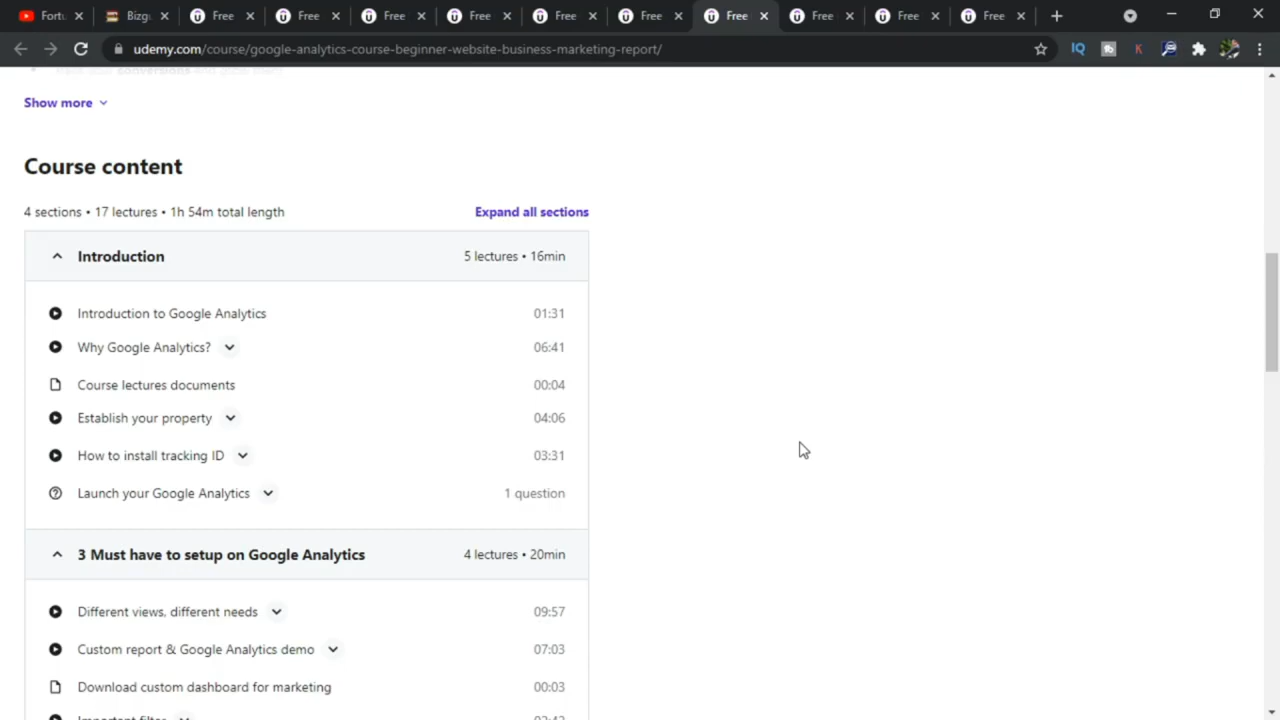 Fortu
Bizgu
Free
Free
Free
Free
Free
Free
Free
Free
Free
Free
udemy.com/course/google-analytics-course-beginner-website-business-marketing-report/
IQ
K
Show more
Course content
4 sections • 17 lectures • 1h 54m total length
Expand all sections
Introduction
5 lectures • 16min
Introduction to Google Analytics
01:31
Why Google Analytics?
06:41
Course lectures documents
00:04
Establish your property
04:06
How to install tracking ID
03:31
Launch your Google Analytics
1 question
3 Must have to setup on Google Analytics
4 lectures • 20min
Different views, different needs
09:57
Custom report & Google Analytics demo
07:03
Download custom dashboard for marketing
00:03
Important filter